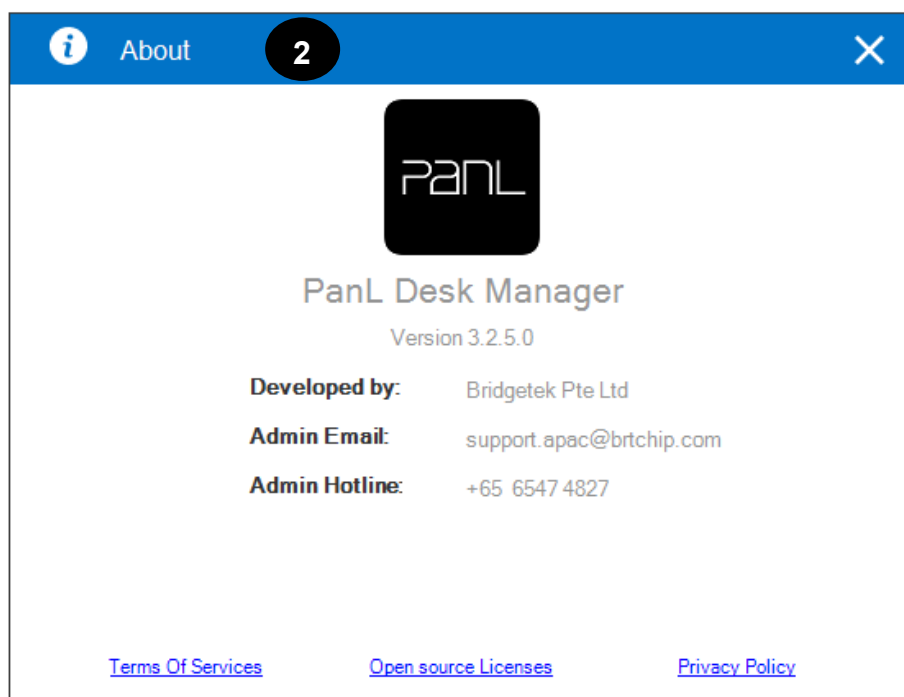 i About 2
PanL
PanL Desk Manager
Version 3.2.5.0
Developed by: Bridgetek Pte Ltd
Admin Email: support.apac@brtchip.com
Admin Hotline: +65 6547 4827
Terms Of Services Open source Licenses Privacy Policy